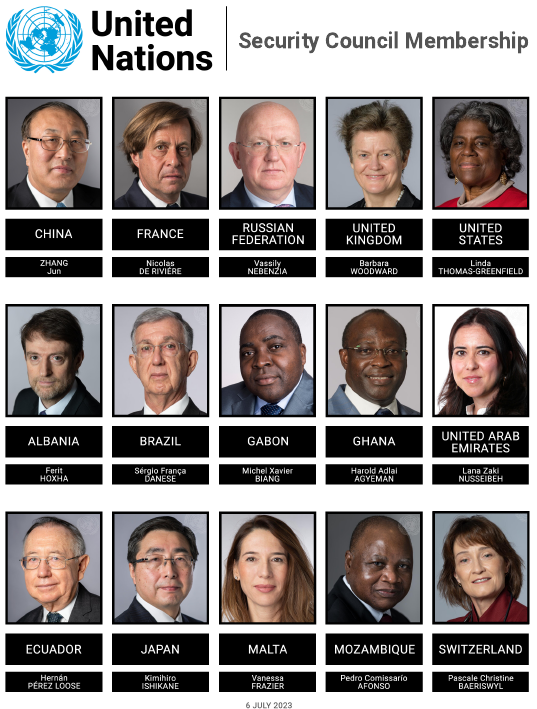 United
Nations
Security Council Membership
CHINA
FRANCE
RUSSIAN
FEDERATION
UNITED
KINGDOM
UNITED
STATES
ZHANG
Jun
Nicolas
DE RIVIÈRE
Vassily
NEBENZIA
Barbara
WOODWARD
Linda
THOMAS-GREENFIELD
ALBANIA
BRAZIL
GABON
GHANA
UNITED ARAB
EMIRATES
Ferit
HOXHA
Sérgio França
DANESE
Michel Xavier
BIANG
Harold Adlai
AGYEMAN
Lana Zaki
NUSSEIBEH
ECUADOR
JAPAN
MALTA
MOZAMBIQUE
SWITZERLAND
Hernán
PÉREZ LOOSE
Kimihiro
ISHIKANE
Vanessa
FRAZIER
Pedro Comissarío
AFONSO
Pascale Christine
BAERISWYL
6 JULY 2023